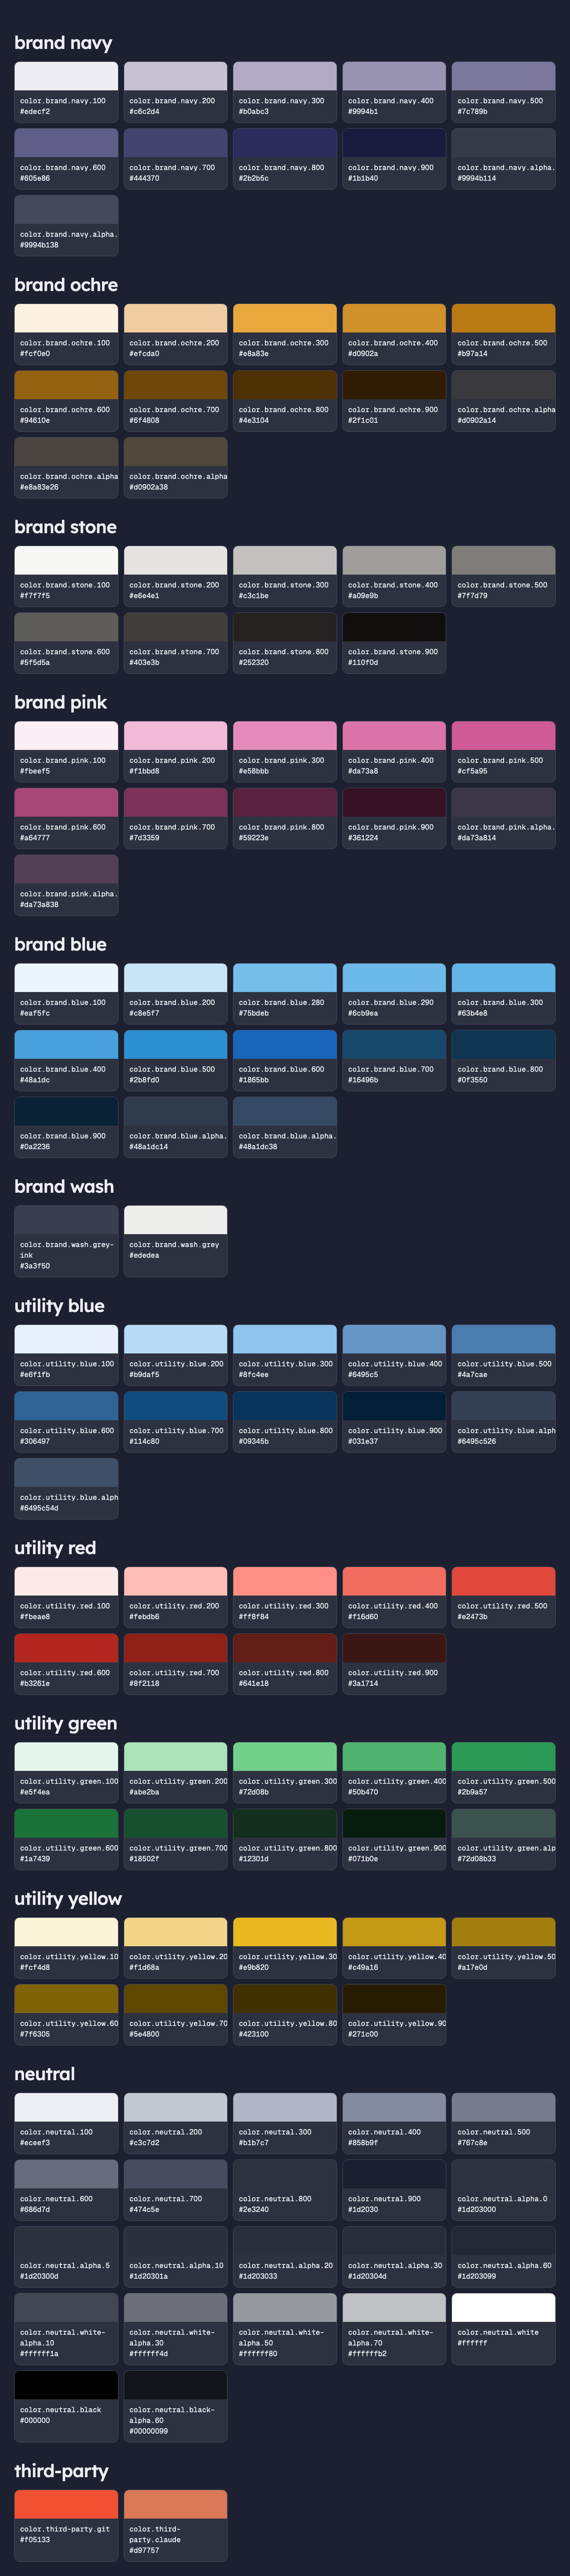 brand navy
color.brand.navy.100
#edecf2
color.brand.navy.200
#c6c2d4
color.brand.navy.300
#b0abc3
color.brand.navy.400
#9994b1
color.brand.navy.500
#7c789b
color.brand.navy.600
#605e86
color.brand.navy.700
#444370
color.brand.navy.800
#2b2b5c
color.brand.navy.900
#1b1b40
color.brand.navy.alpha.
#9994b114
color.brand.navy.alpha.
#9994b138
brand ochre
color.brand.ochre.100
#fcf0e0
color.brand.ochre.200
#efcda0
color.brand.ochre.300
#e8a83e
color.brand.ochre.400
#d0902a
color.brand.ochre.500
#b97a14
color.brand.ochre.600
#94610e
color.brand.ochre.700
#6f4808
color.brand.ochre.800
#4e3104
color.brand.ochre.900
#2f1c01
color.brand.ochre.alpha
#d0902a14
color.brand.ochre.alpha
#e8a83e26
color.brand.ochre.alpha
#d0902a38
brand stone
color.brand.stone.100
#f7f7f5
color.brand.stone.200
#e6e4e1
color.brand.stone.300
#c3c1be
color.brand.stone.400
#a09e9b
color.brand.stone.500
#7f7d79
color.brand.stone.600
#5f5d5a
color.brand.stone.700
#403e3b
color.brand.stone.800
#252320
color.brand.stone.900
#110f0d
brand pink
color.brand.pink.100
#fbeef5
color.brand.pink.200
#f1bbd8
color.brand.pink.300
#e58bbb
color.brand.pink.400
#da73a8
color.brand.pink.500
#cf5a95
color.brand.pink.600
#a64777
color.brand.pink.700
#7d3359
color.brand.pink.800
#59223e
color.brand.pink.900
#361224
color.brand.pink.alpha.
#da73a814
color.brand.pink.alpha.
#da73a838
brand blue
color.brand.blue.100
#eaf5fc
color.brand.blue.200
#c8e5f7
color.brand.blue.280
#75bdeb
color.brand.blue.290
#6cb9ea
color.brand.blue.300
#63b4e8
color.brand.blue.400
#48a1dc
color.brand.blue.500
#2b8fd0
color.brand.blue.600
#1865bb
color.brand.blue.700
#16496b
color.brand.blue.800
#0f3550
color.brand.blue.900
#0a2236
color.brand.blue.alpha.
#48a1dc14
color.brand.blue.alpha.
#48a1dc38
brand wash
color.brand.wash.grey-
ink
#3a3f50
color.brand.wash.grey
#ededea
utility blue
color.utility.blue.100
#e6f1fb
color.utility.blue.200
#b9daf5
color.utility.blue.300
#8fc4ee
color.utility.blue.400
#6495c5
color.utility.blue.500
#4a7cae
color.utility.blue.600
#306497
color.utility.blue.700
#114c80
color.utility.blue.800
#09345b
color.utility.blue.900
#031e37
color.utility.blue.alph
#6495c526
color.utility.blue.alph
#6495c54d
utility red
color.utility.red.100
#fbeae8
color.utility.red.200
#febdb6
color.utility.red.300
#ff8f84
color.utility.red.400
#f16d60
color.utility.red.500
#e2473b
color.utility.red.600
#b3261e
color.utility.red.700
#8f2118
color.utility.red.800
#641e18
color.utility.red.900
#3a1714
utility green
color.utility.green.100
#e5f4ea
color.utility.green.200
#abe2ba
color.utility.green.300
#72d08b
color.utility.green.400
#50b470
color.utility.green.500
#2b9a57
color.utility.green.600
#1a7439
color.utility.green.700
#18502f
color.utility.green.800
#12301d
color.utility.green.900
#071b0e
color.utility.green.alp
#72d08b33
utility yellow
color.utility.yellow.10
#fcf4d8
color.utility.yellow.20
#f1d68a
color.utility.yellow.30
#e9b820
color.utility.yellow.40
#c49a16
color.utility.yellow.50
#a17e0d
color.utility.yellow.60
#7f6305
color.utility.yellow.70
#5e4800
color.utility.yellow.80
#423100
color.utility.yellow.90
#271c00
neutral
color.neutral.100
#eceef3
color.neutral.200
#c3c7d2
color.neutral.300
#b1b7c7
color.neutral.400
#858b9f
color.neutral.500
#767c8e
color.neutral.600
#686d7d
color.neutral.700
#474c5e
color.neutral.800
#2e3240
color.neutral.900
#1d2030
color.neutral.alpha.0
#1d203000
color.neutral.alpha.5
#1d20300d
color.neutral.alpha.10
#1d20301a
color.neutral.alpha.20
#1d203033
color.neutral.alpha.30
#1d20304d
color.neutral.alpha.60
#1d203099
color.neutral.white-
alpha.10
#ffffff1a
color.neutral.white-
alpha.30
#ffffff4d
color.neutral.white-
alpha.50
#ffffff80
color.neutral.white-
alpha.70
#ffffffb2
color.neutral.white
#ffffff
color.neutral.black
#000000
color.neutral.black-
alpha.60
#00000099
third-party
color.third-party.git
#f05133
color.third-
party.claude
#d97757